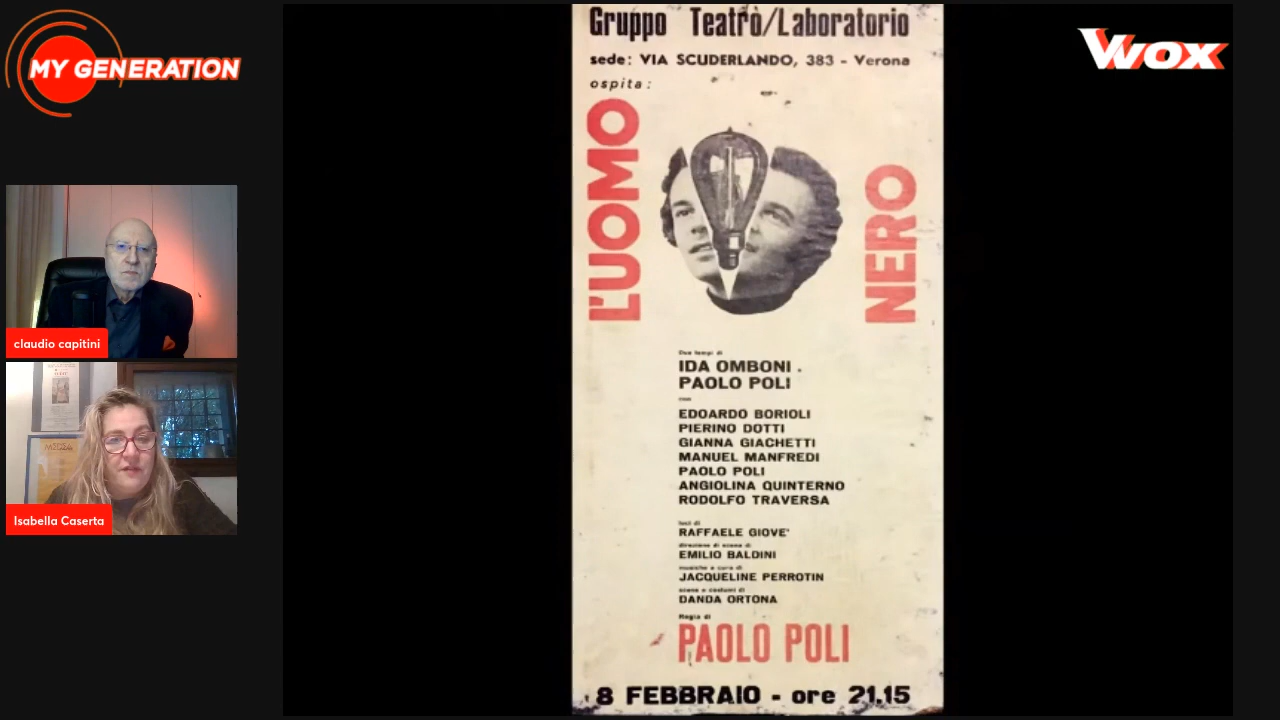 MY GENERATION
claudio capitini
Isabella Caserta
VVOX
Gruppo Teatro/Laboratorio
sede: VIA SCUDERLANDO, 383 - Verona
ospita:
L'UOMO
NERO
Due tempi di
IDA OMBONI .
PAOLO POLI
con
EDOARDO BORIOLI
PIERINO DOTTI
GIANNA GIACHETTI
MANUEL MANFREDI
PAOLO POLI
ANGIOLINA QUINTERNO
RODOLFO TRAVERSA
luci di
RAFFAELE GIOVE'
direzione di scena di
EMILIO BALDINI
musiche a cura di
JACQUELINE PERROTIN
scene e costumi di
DANDA ORTONA
Regia di
PAOLO POLI
8 FEBBRAIO - ore 21.15